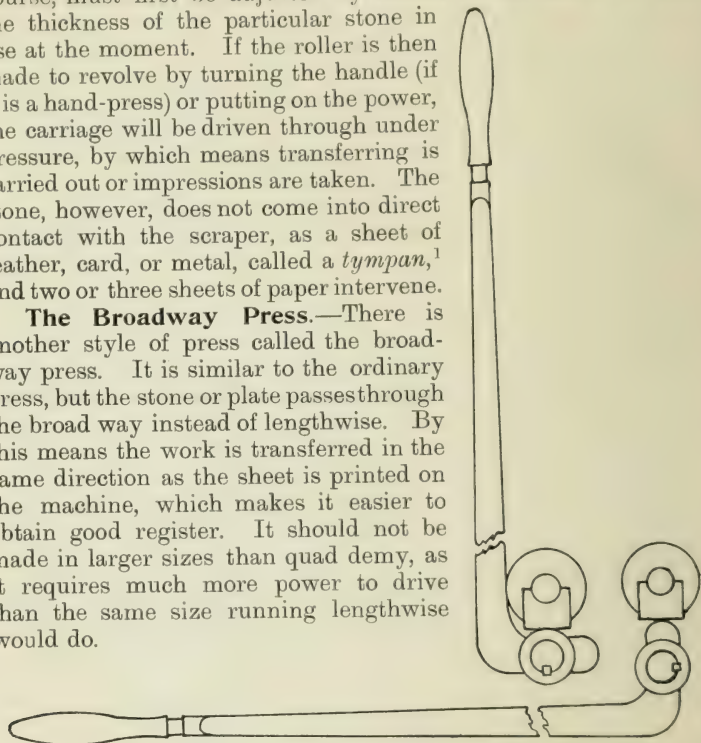 the thickness of the particular stone in
use at the moment. If the roller is then
made to revolve by turning the handle (if
is a hand-press) or putting on the power,
he carriage will be driven through under
ressure, by which means transferring is
arried out or impressions are taken. The
tone, however, does not come into direct
ontact with the scraper, as a sheet of
eather, card, or metal, called a tympan,¹
nd two or three sheets of paper intervene.
The Broadway Press.—There is
nother style of press called the broad-
way press. It is similar to the ordinary
ress, but the stone or plate passes through
he broad way instead of lengthwise. By
his means the work is transferred in the
ame direction as the sheet is printed on
he machine, which makes it easier to
btain good register. It should not be
made in larger sizes than quad demy, as
t requires much more power to drive
han the same size running lengthwise
would do.